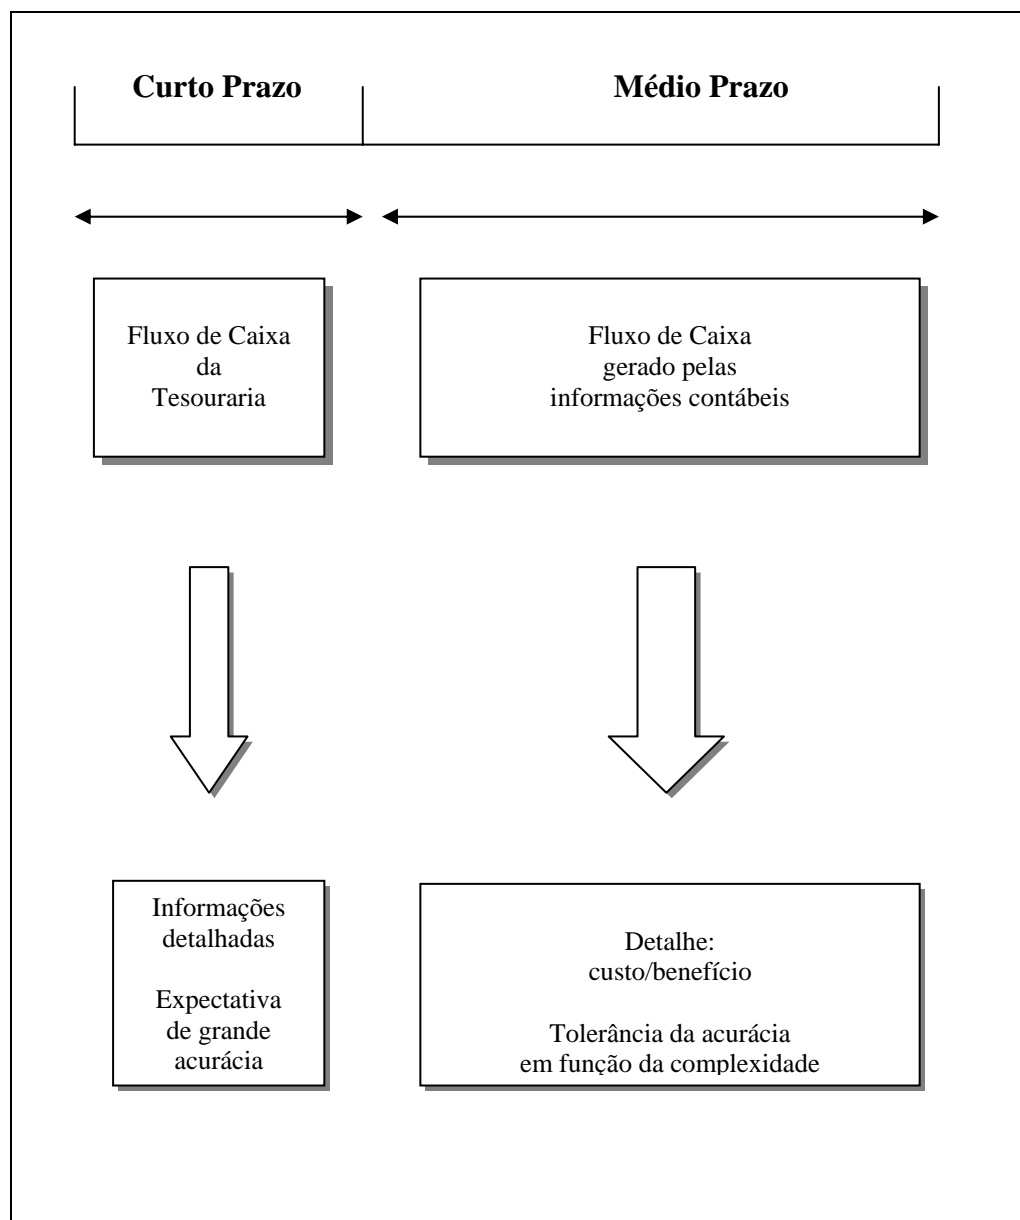 Curto Prazo
Médio Prazo
Fluxo de Caixa
da
Tesouraria
Fluxo de Caixa
gerado pelas
informações contábeis
Informações
detalhadas
Expectativa
de grande
acurácia
Detalhe:
custo/benefício
Tolerância da acurácia
em função da complexidade